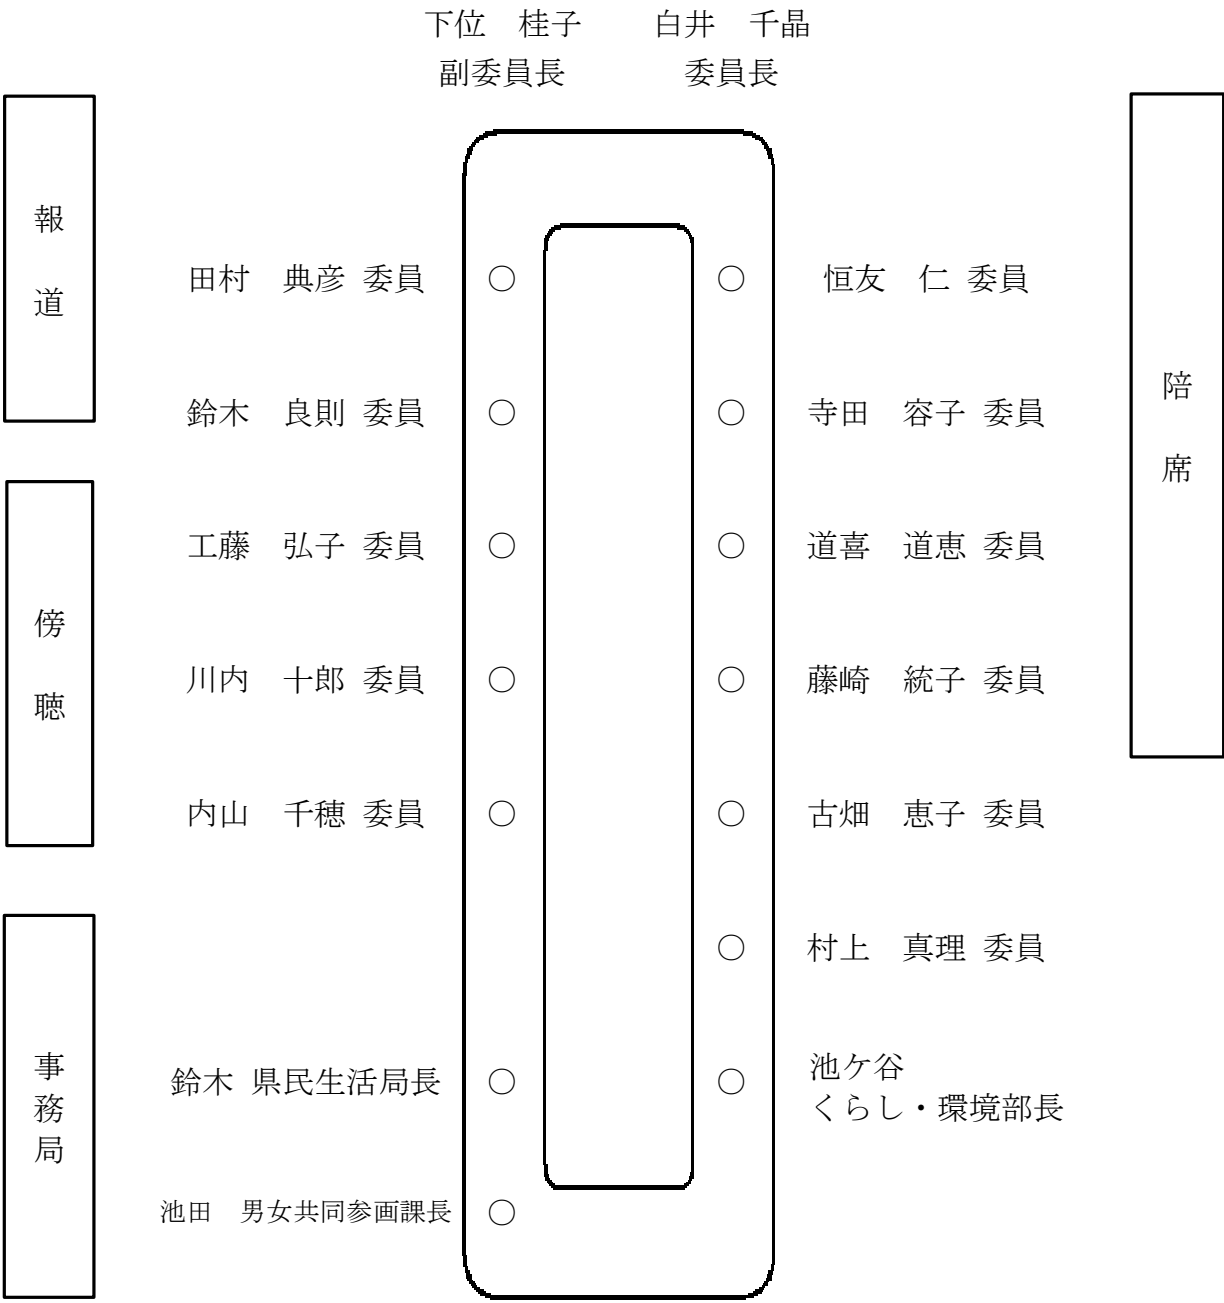 下位　桂子　　白井　千晶
副委員長　　　委員長
報道
田村　典彦 委員 ○ ○ 恒友　仁 委員
鈴木　良則 委員 ○ ○ 寺田　容子 委員
陪席
工藤　弘子 委員 ○ ○ 道喜　道恵 委員
傍聴
川内　十郎 委員 ○ ○ 藤崎　統子 委員
内山　千穂 委員 ○ ○ 古畑　恵子 委員
○ 村上　真理 委員
事務局
鈴木 県民生活局長 ○ ○ 池ケ谷
くらし・環境部長
池田　男女共同参画課長 ○